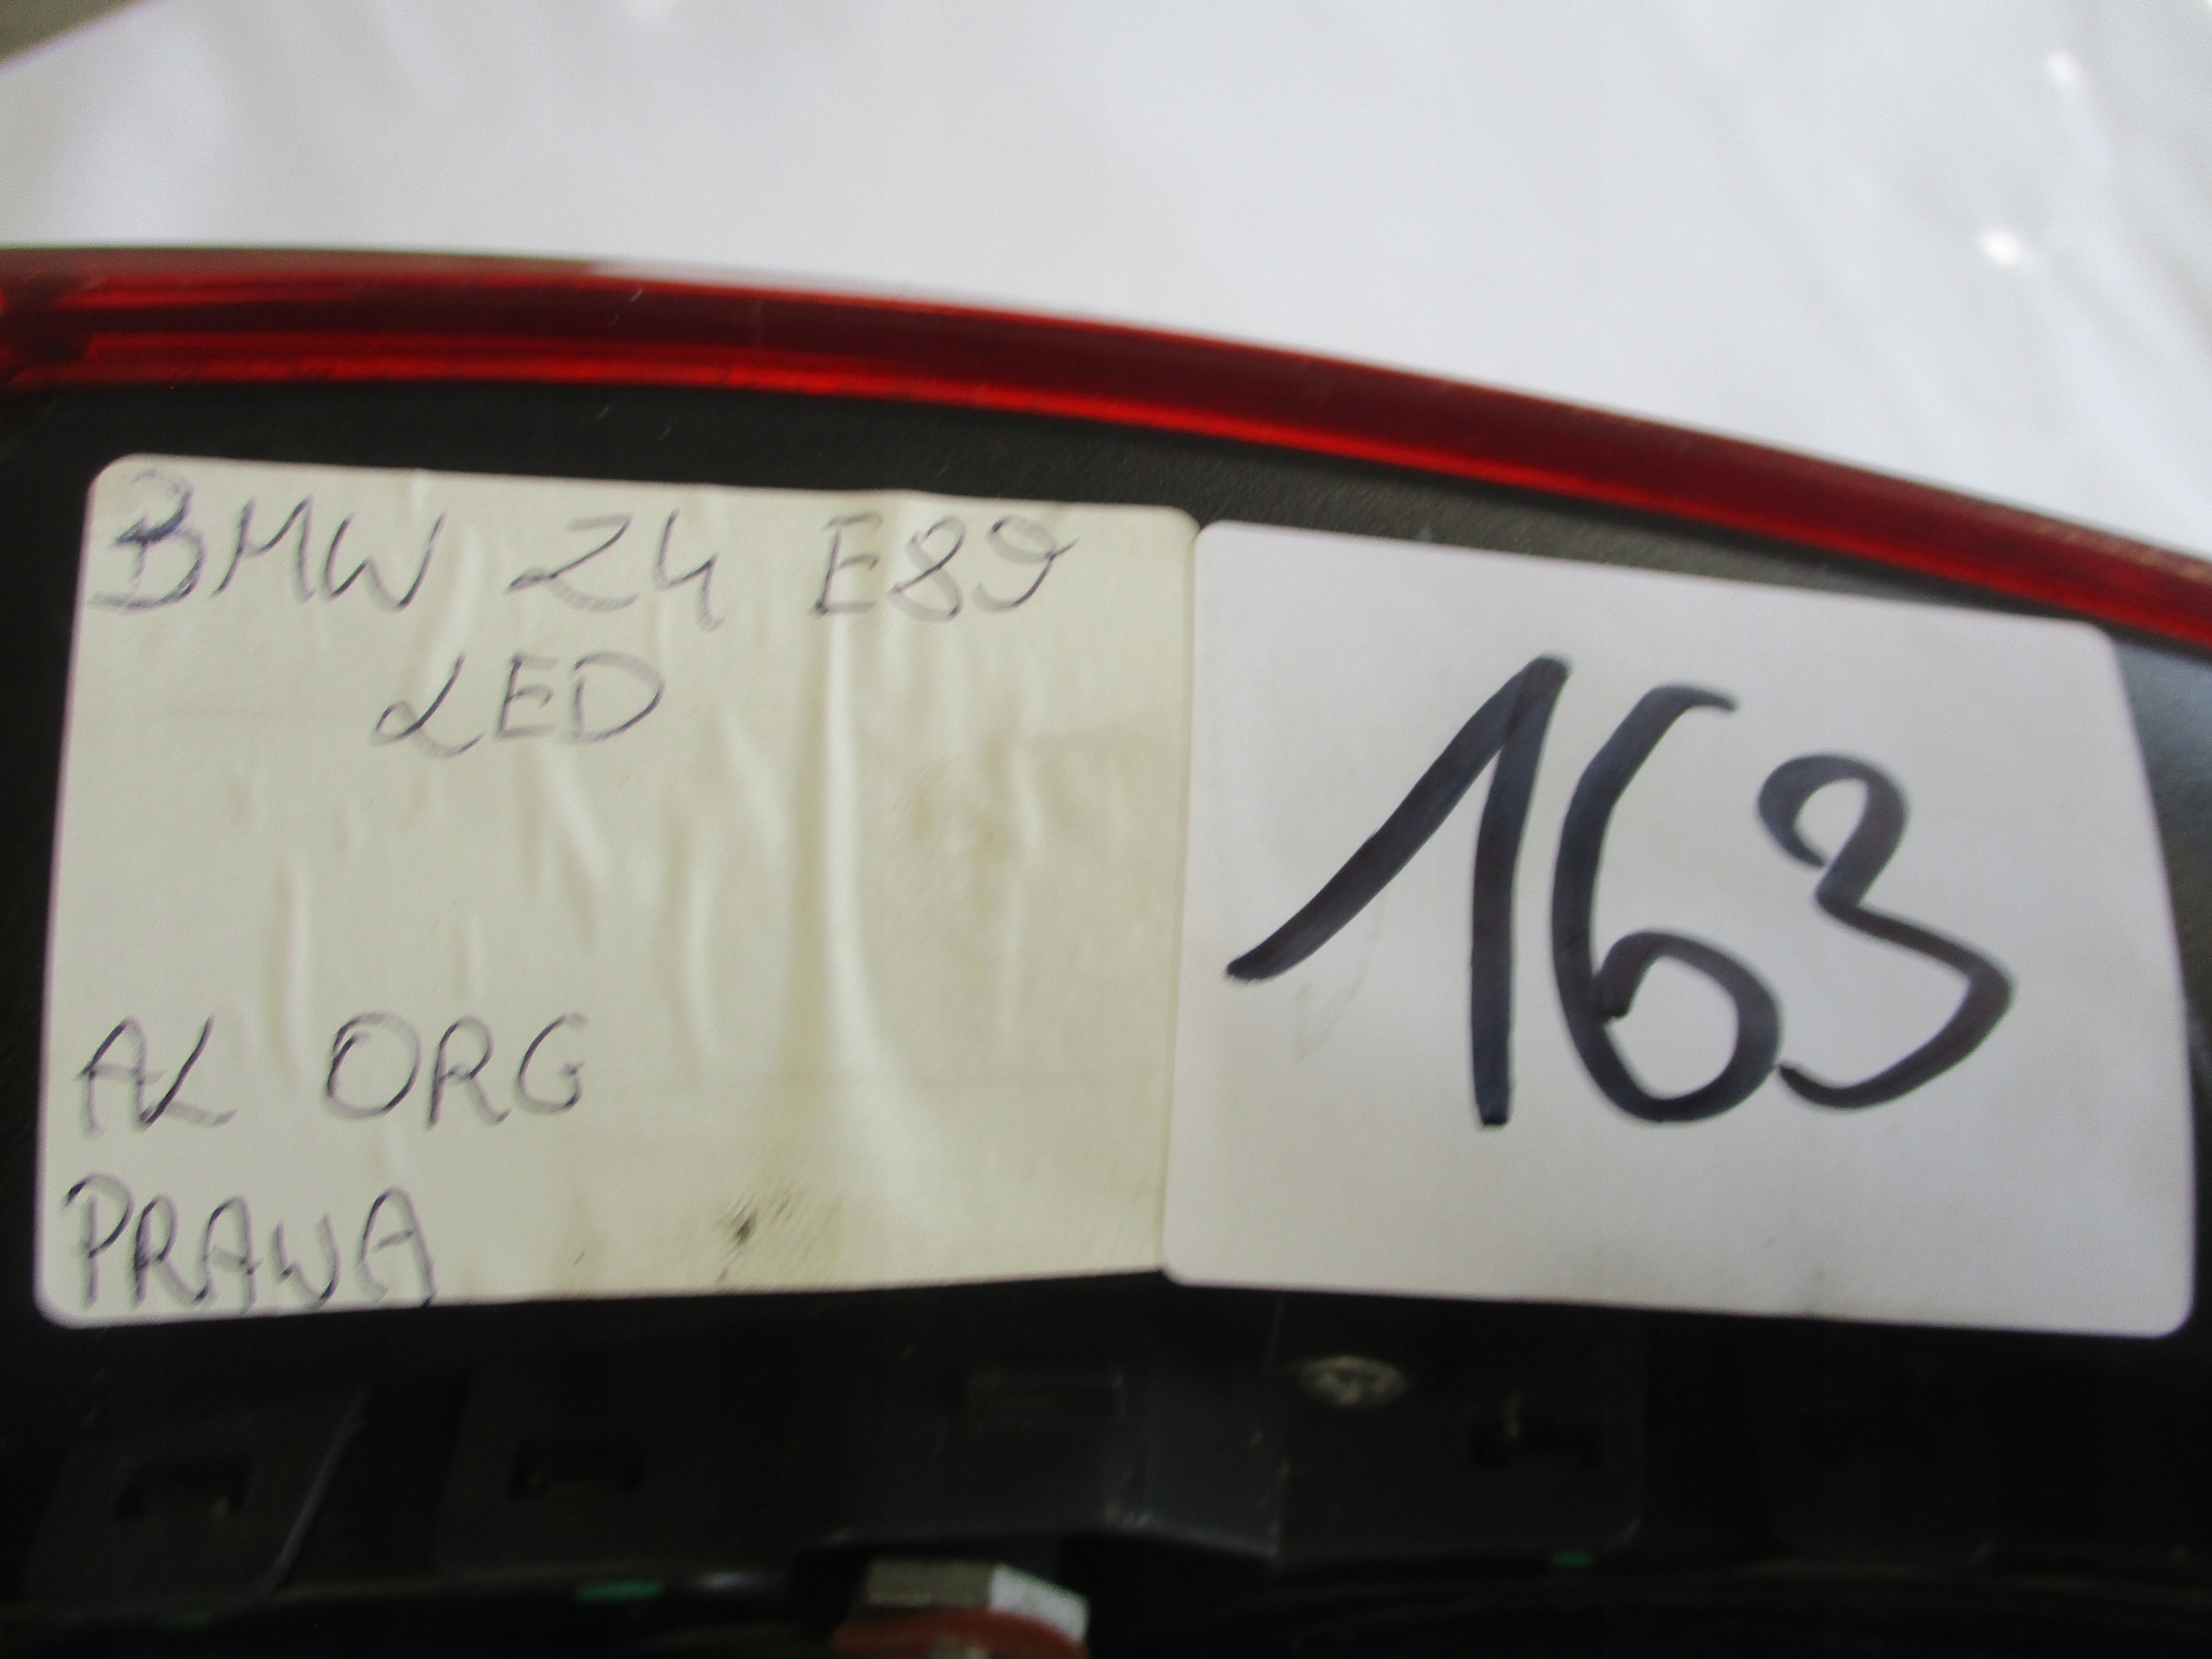 BMW Z4 E89
LED
AL ORG
PRAWA
163